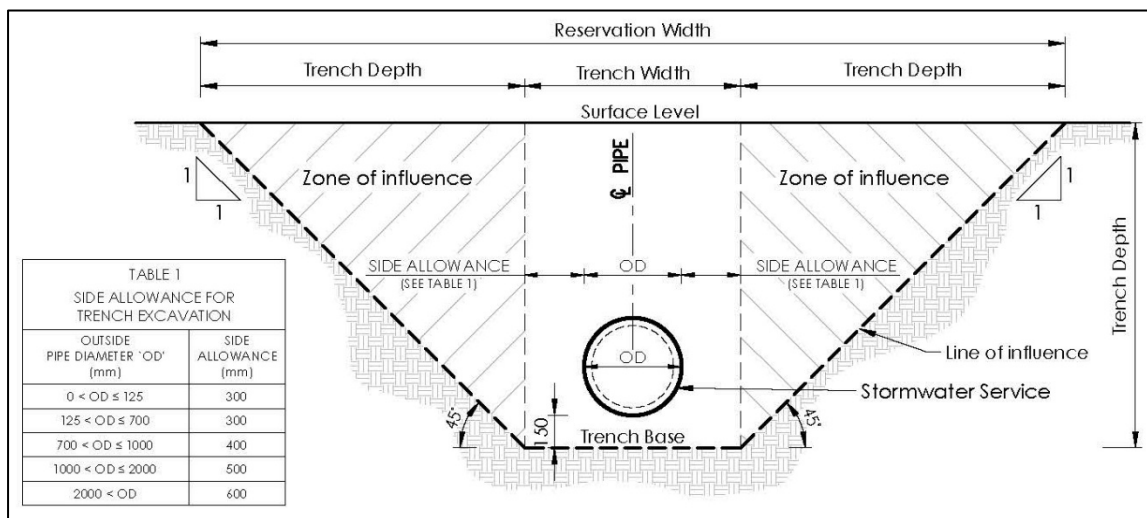 Reservation Width
Trench Depth
Trench Width
Trench Depth
Surface Level
Zone of influence
℄ PIPE
Zone of influence
1
1
1
1
Trench Depth
SIDE ALLOWANCE
(SEE TABLE 1)
OD
SIDE ALLOWANCE
(SEE TABLE 1)
OD
Line of influence
Stormwater Service
45°
150
Trench Base
45°
TABLE 1
SIDE ALLOWANCE FOR
TRENCH EXCAVATION
OUTSIDE
PIPE DIAMETER 'OD'
(mm)
SIDE
ALLOWANCE
(mm)
0 < OD ≤ 125 300
125 < OD ≤ 700 300
700 < OD ≤ 1000 400
1000 < OD ≤ 2000 500
2000 < OD 600